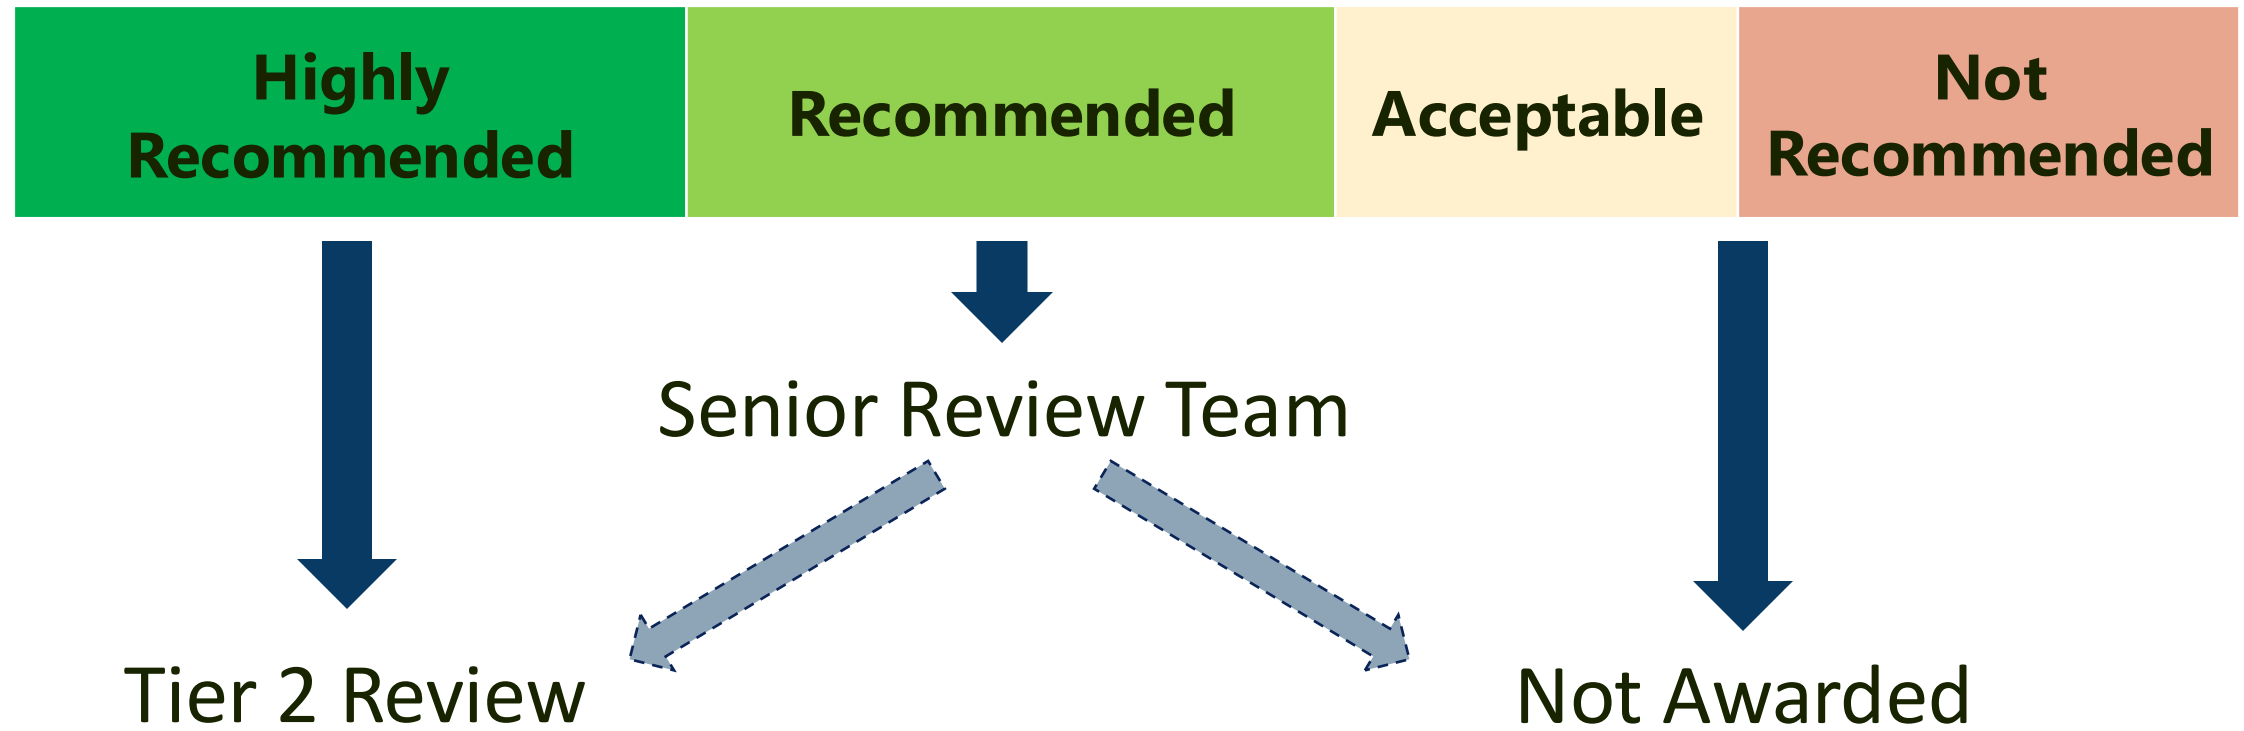 Highly
Recommended
Recommended
Acceptable
Not
Recommended
Senior Review Team
Tier 2 Review
Not Awarded